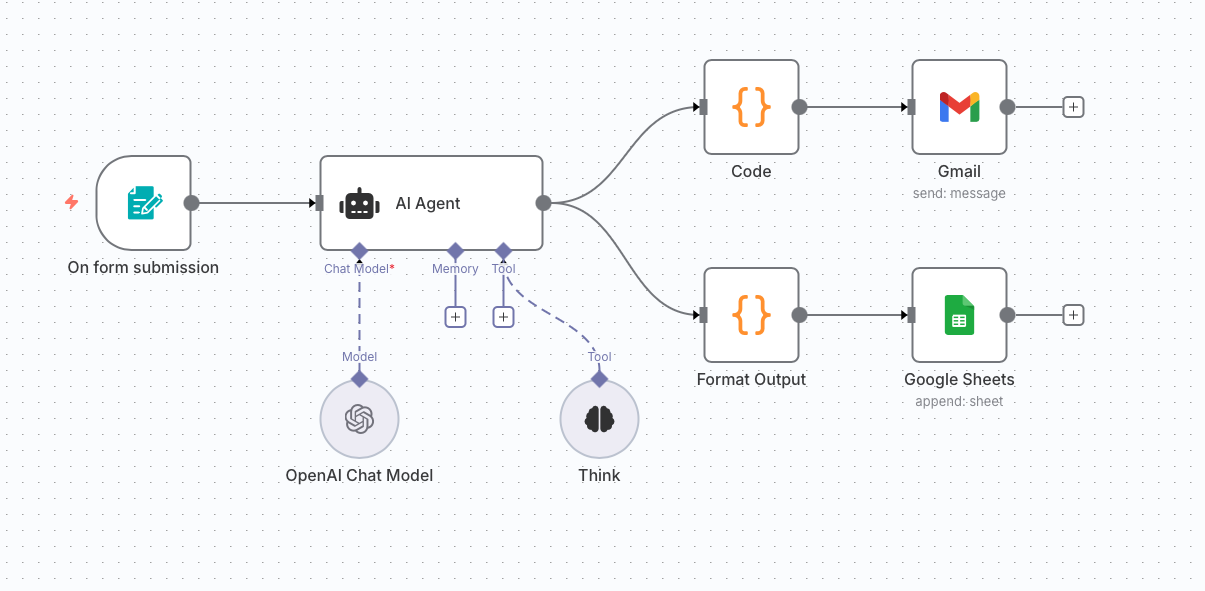 Code
Gmail
send: message
AI Agent
On form submission
Chat Model*
Memory
Tool
Model
Tool
Format Output
Google Sheets
append: sheet
OpenAI Chat Model
Think